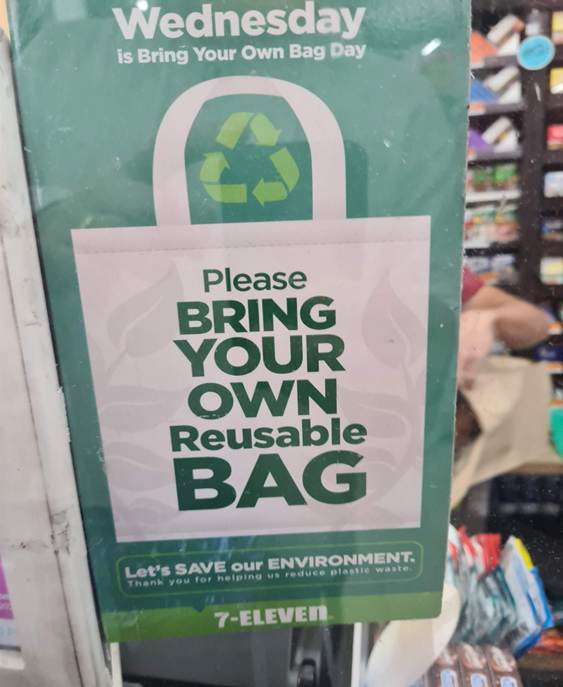 Wednesday
is Bring Your Own Bag Day
Please
BRING
YOUR
OWN
Reusable
BAG
Let's SAVE our ENVIRONMENT.
Thank you for helping us reduce plastic waste.
7-ELEVEn